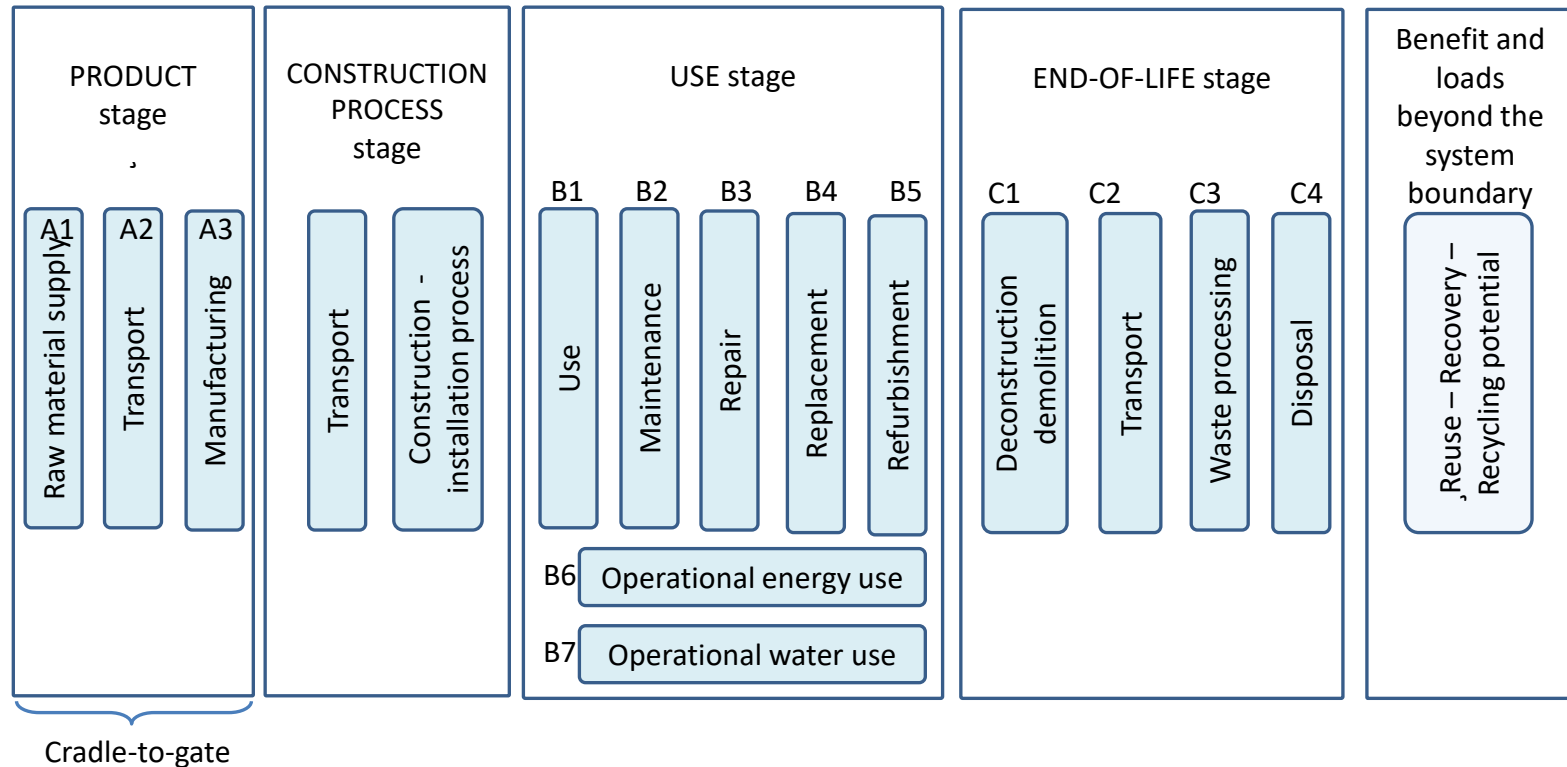 PRODUCT
stage
¸
A1
A2
A3
Raw material supply
Transport
Manufacturing
Cradle-to-gate
CONSTRUCTION
PROCESS
stage
Transport
Construction -
installation process
USE stage
B1
B2
B3
B4
B5
Use
Maintenance
Repair
Replacement
Refurbishment
B6
Operational energy use
B7
Operational water use
END-OF-LIFE stage
C1
C2
C3
C4
Deconstruction
demolition
Transport
Waste processing
Disposal
Benefit and
loads
beyond the
system
boundary
Reuse – Recovery –
Recycling potential